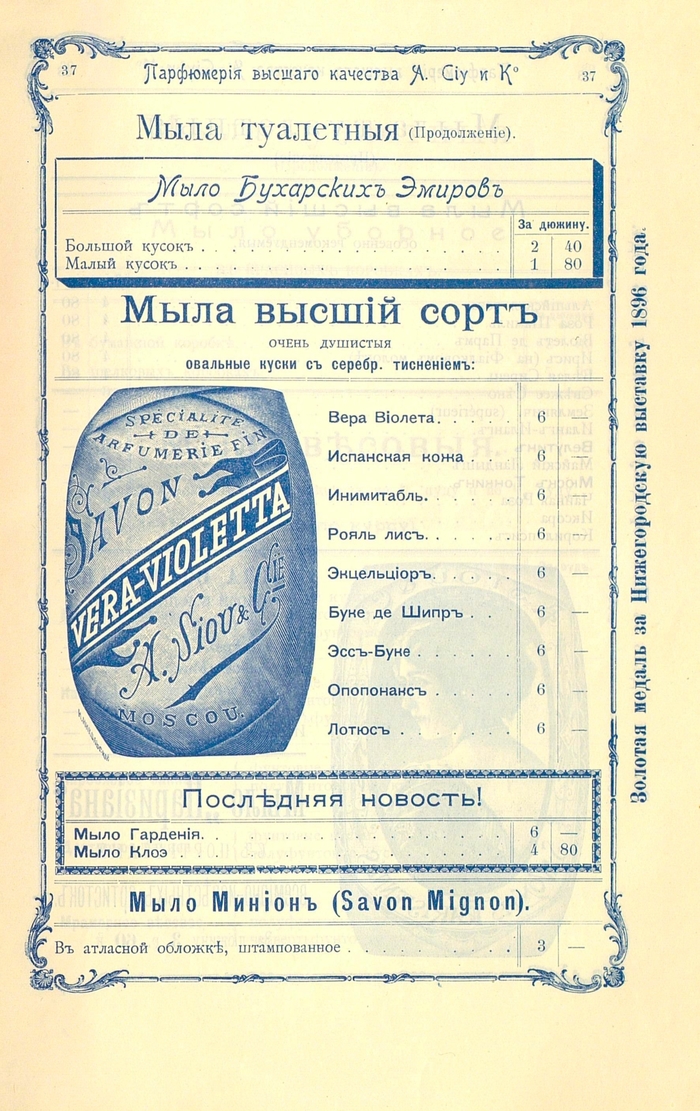 37 Парфюмерія высшаго качества А. Сіу и К° 37
Мыла туалетныя (Продолженіе).
Мыло Бухарскихъ Эмировъ
За дюжину.
Большой кусокъ . . . . . . . . . . 2 40
Малый кусокъ . . . . . . . . . . 1 80
Мыла высшій сортъ
ОЧЕНЬ ДУШИСТЫЯ
овальные куски съ серебр. тисненіемъ:
SPÉCIALITÉ
DE
PARFUMERIE FINE
SAVON
VERA-VIOLETTA
A. Siou & Cie
MOSCOU.
Вера Віолета. . . . . 6 —
Испанская кожа . . . . 6 —
Инимитабль. . . . . . 6 —
Рояль лисъ. . . . . . 6 —
Экцельціоръ. . . . . . 6 —
Буке де Шипръ . . . 6 —
Эссъ-Буке . . . . . . 6 —
Опопонаксъ . . . . . . 6 —
Лотюсъ . . . . . . . 6 —
Послѣдняя новость!
Мыло Гарденія. . . . . . . . . . 6 —
Мыло Клоэ . . . . . . . . . . 4 80
Мыло Миніонъ (Savon Mignon).
Въ атласной обложкѣ, штампованное . . . . . . . 3 —
Золотая медаль за Нижегородскую выставку 1896 года.